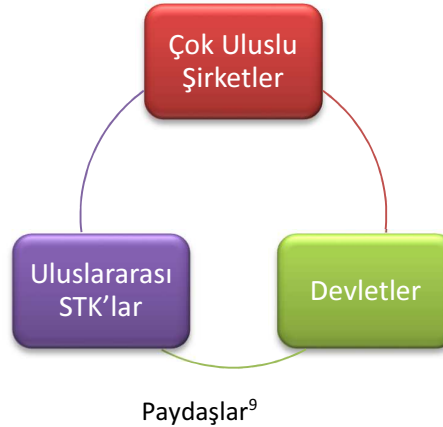 Çok Uluslu
Şirketler
Uluslararası
STK’lar
Devletler
Paydaşlar⁹